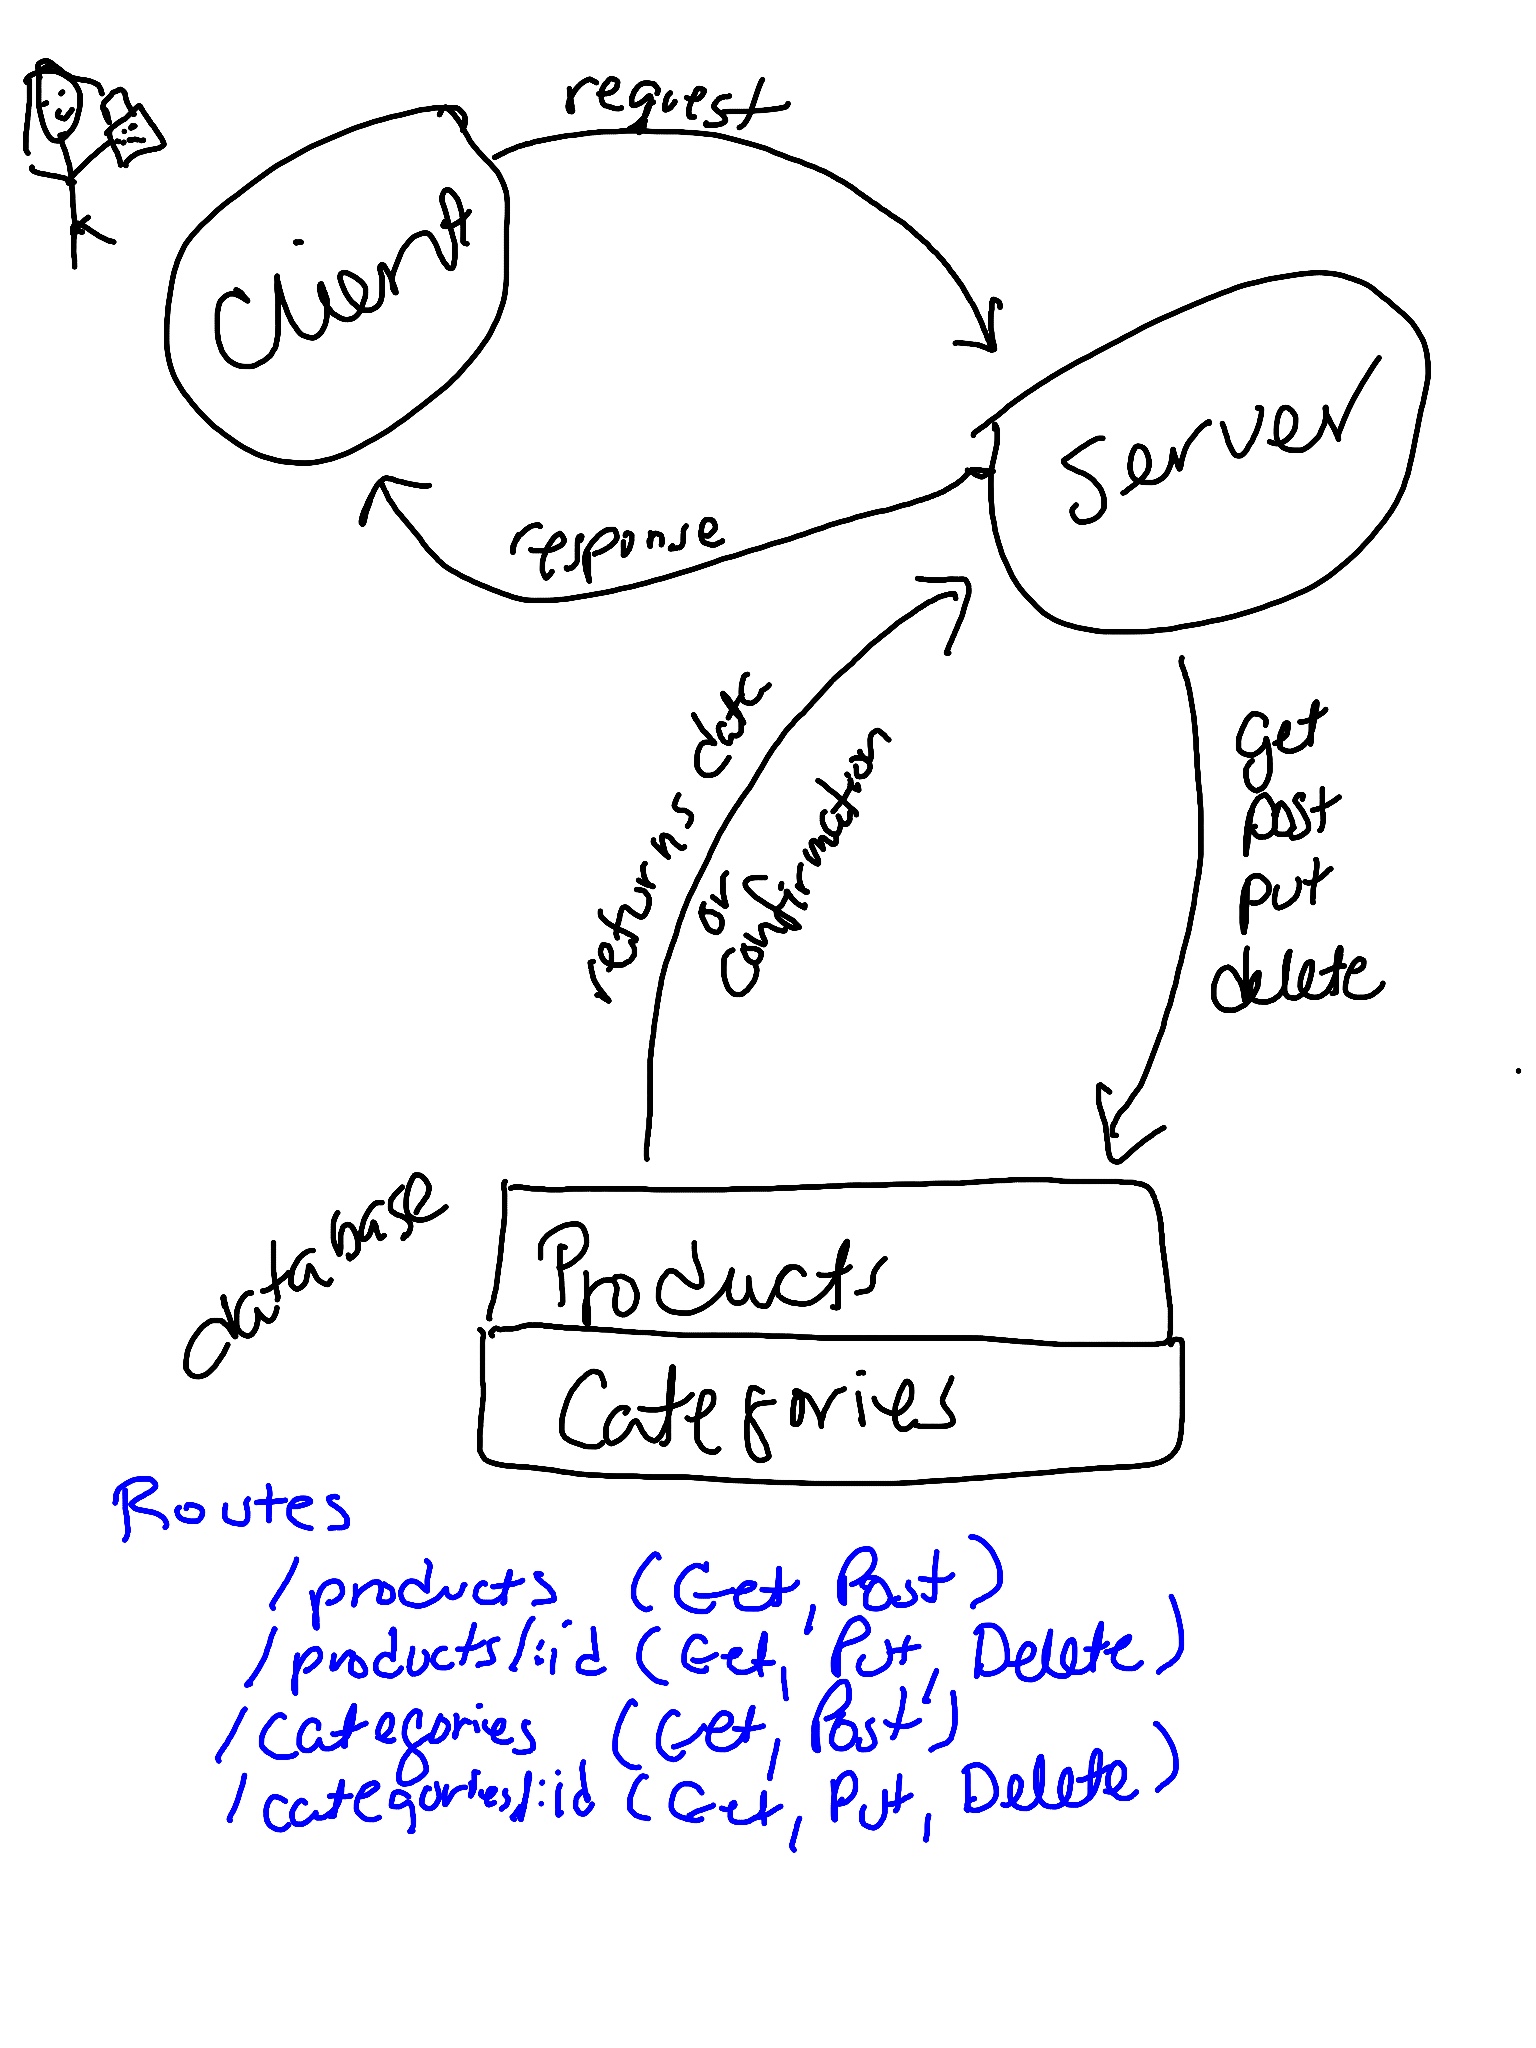 request
Client
Server
response
returns data
or
confirmation
get
post
put
delete
database
Products
Categories
Routes
/products (Get, Post)
/products/:id (Get, Put, Delete)
/categories (Get, Post)
/categories/:id (Get, Put, Delete)